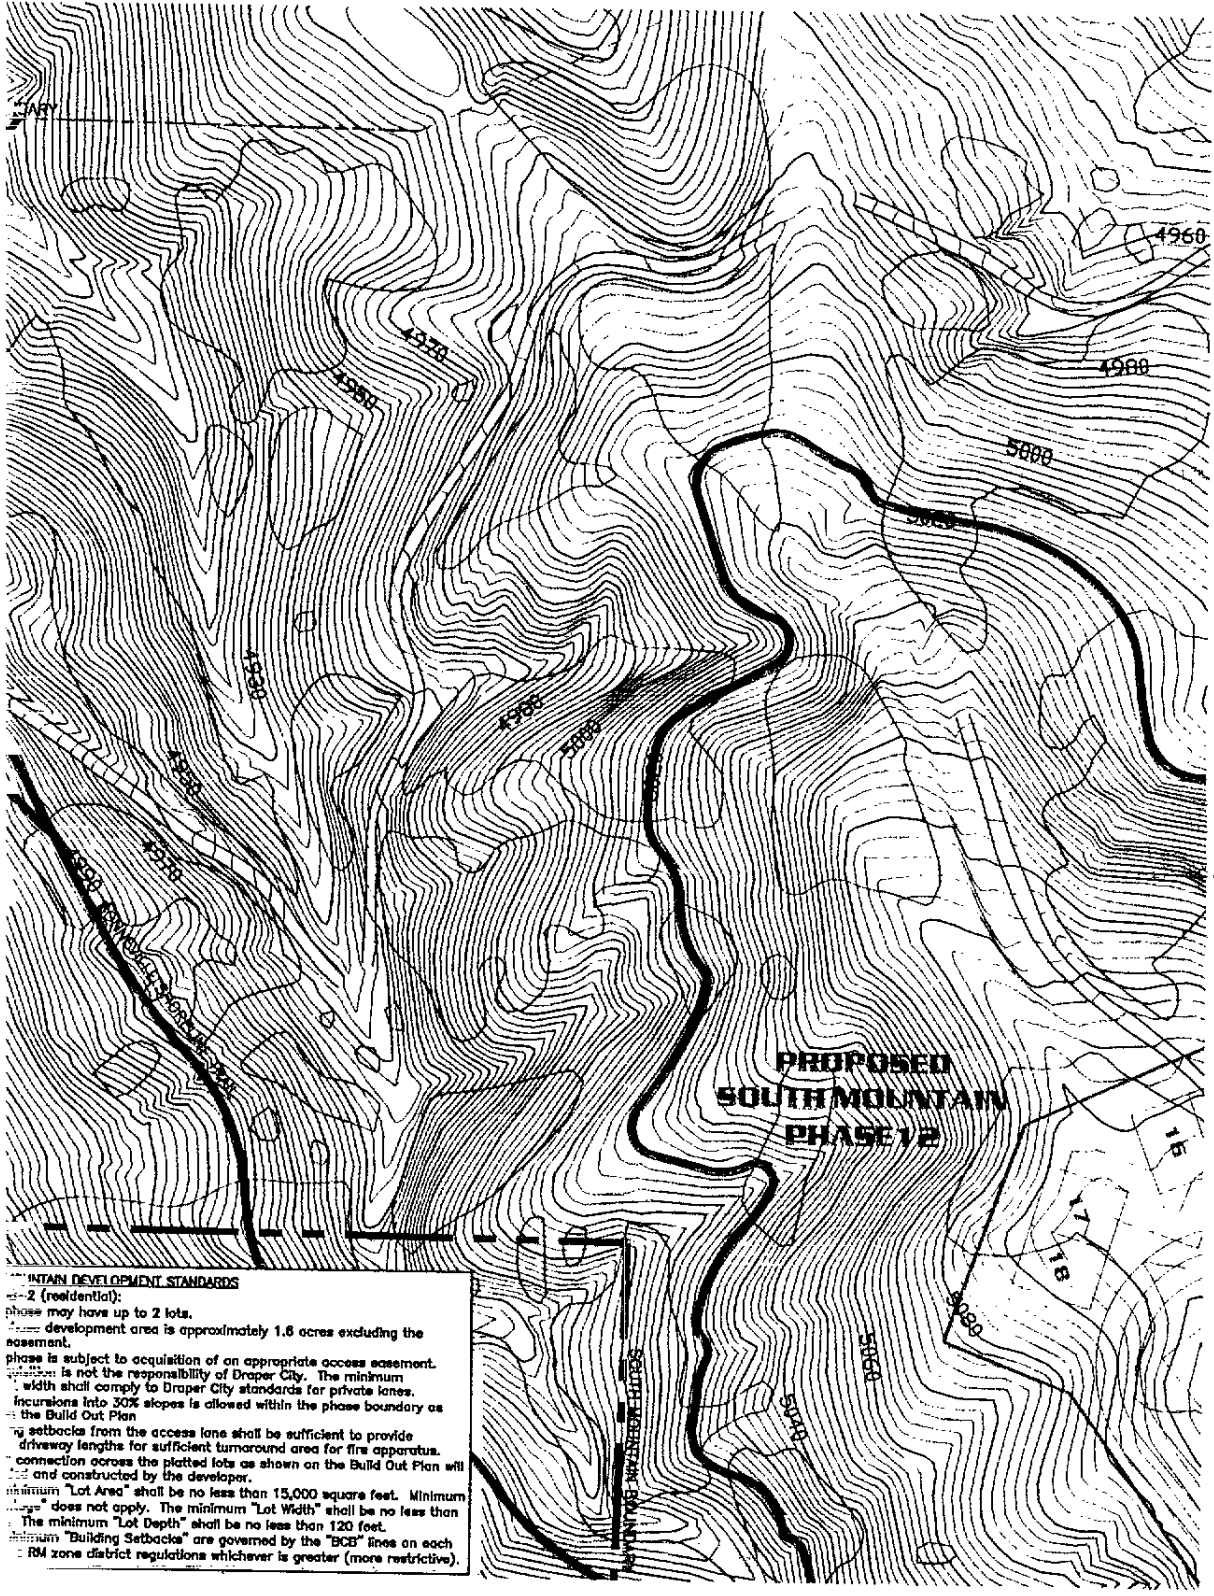 4960
4970
4980
4980
5000
4930
4980
5000
4950
4970
4990
PROPOSED
SOUTH MOUNTAIN
PHASE 12
16
17
18
5080
5060
5040
SOUTH MOUNTAIN BOUNDARY
DEVELOPMENT STANDARDS
2 (residential):
phase may have up to 2 lots.
development area is approximately 1.6 acres excluding the
easement.
phase is subject to acquisition of an appropriate access easement.
is not the responsibility of Draper City. The minimum
width shall comply to Draper City standards for private lanes.
incursions into 30% slopes is allowed within the phase boundary as
the Build Out Plan
setbacks from the access lane shall be sufficient to provide
driveway lengths for sufficient turnaround area for fire apparatus.
connection across the platted lots as shown on the Build Out Plan will
and constructed by the developer.
"Lot Area" shall be no less than 15,000 square feet. Minimum
does not apply. The minimum "Lot Width" shall be no less than
The minimum "Lot Depth" shall be no less than 120 feet.
"Building Setbacks" are governed by the "BCB" lines on each
RM zone district regulations whichever is greater (more restrictive).